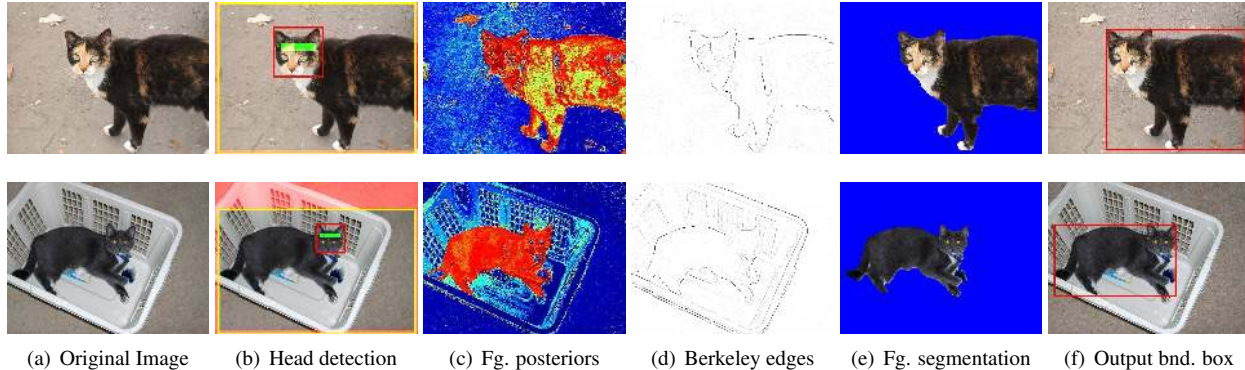 (a) Original Image (b) Head detection (c) Fg. posteriors (d) Berkeley edges (e) Fg. segmentation (f) Output bnd. box